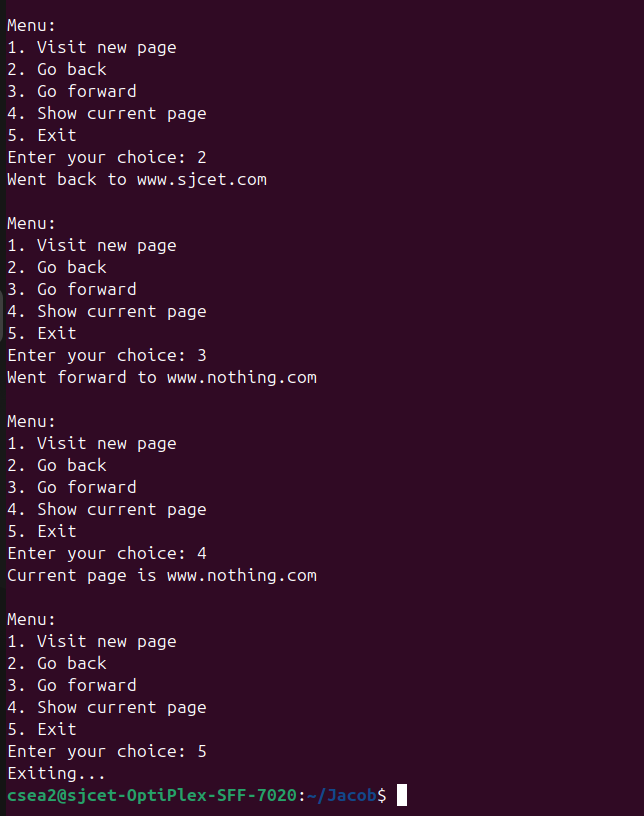 Menu:
1. Visit new page
2. Go back
3. Go forward
4. Show current page
5. Exit
Enter your choice: 2
Went back to www.sjcet.com
Menu:
1. Visit new page
2. Go back
3. Go forward
4. Show current page
5. Exit
Enter your choice: 3
Went forward to www.nothing.com
Menu:
1. Visit new page
2. Go back
3. Go forward
4. Show current page
5. Exit
Enter your choice: 4
Current page is www.nothing.com
Menu:
1. Visit new page
2. Go back
3. Go forward
4. Show current page
5. Exit
Enter your choice: 5
Exiting...
csea2@sjcet-OptiPlex-SFF-7020:~/Jacob$